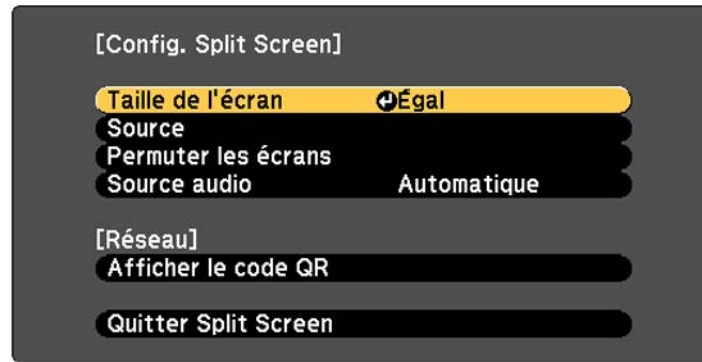 [Config. Split Screen]
Taille de l'écran Égal
Source
Permuter les écrans
Source audio Automatique
[Réseau]
Afficher le code QR
Quitter Split Screen